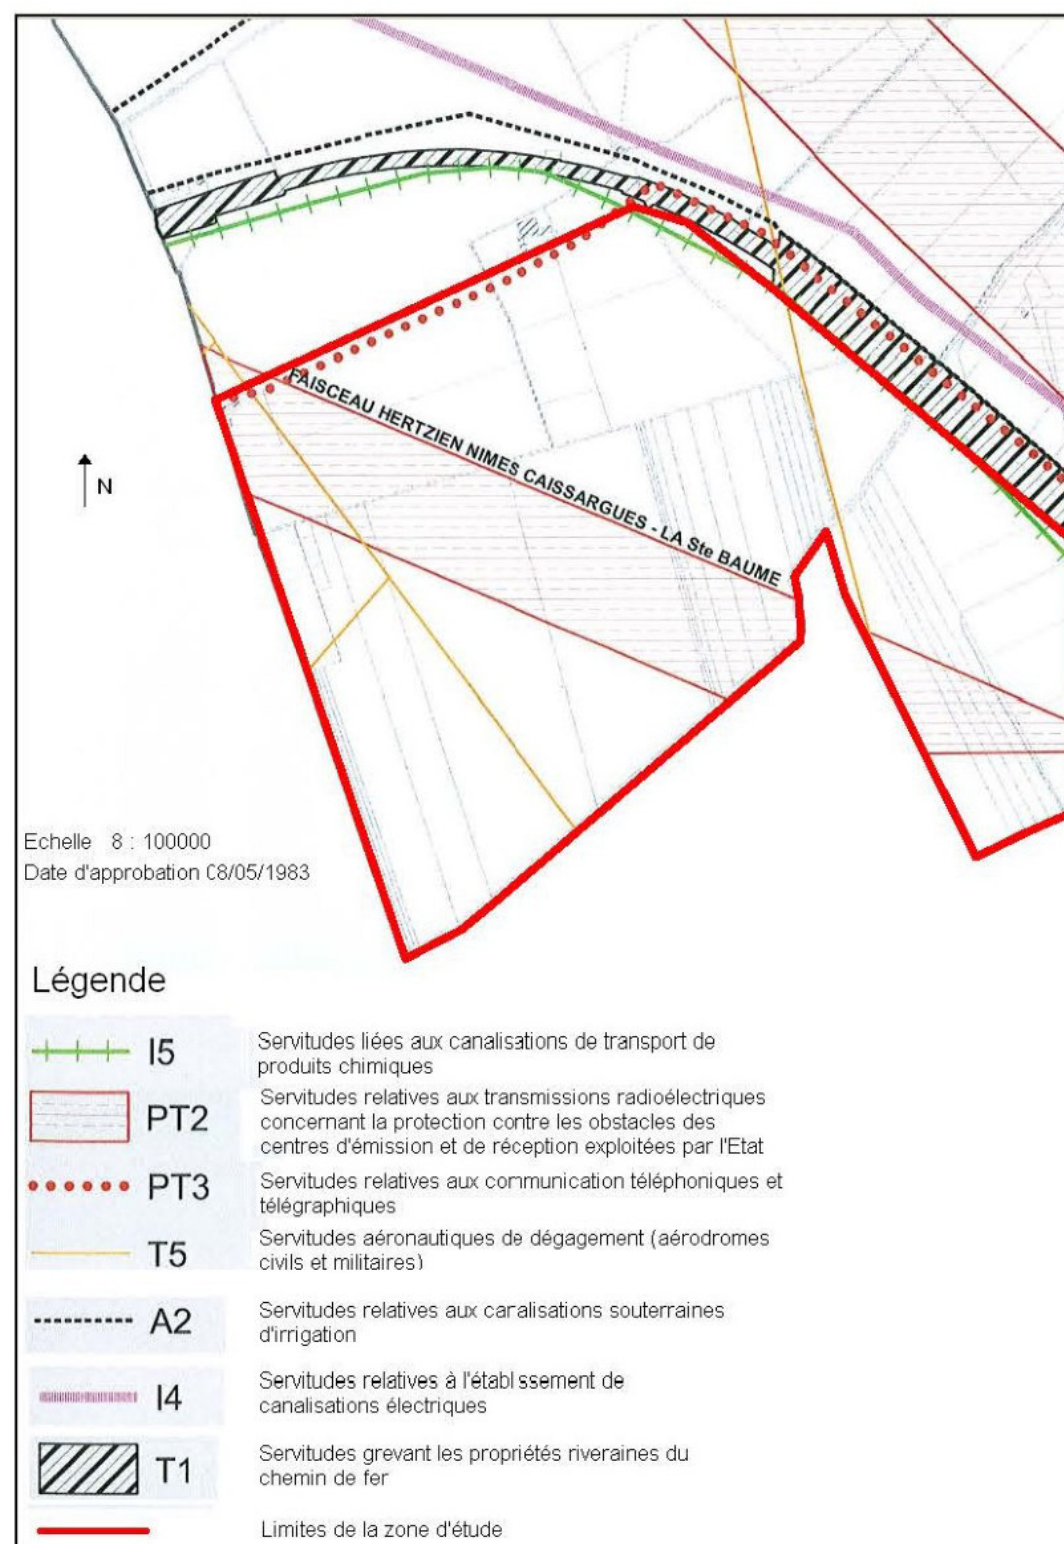 FAISCEAU HERTZIEN NIMES CAISSARGUES - LA Ste BAUME
N
Echelle 8 : 100000
Date d'approbation 08/05/1983
Légende
I5
Servitudes liées aux canalisations de transport de
produits chimiques
PT2
Servitudes relatives aux transmissions radioélectriques
concernant la protection contre les obstacles des
centres d'émission et de réception exploitées par l'Etat
PT3
Servitudes relatives aux communication téléphoniques et
télégraphiques
T5
Servitudes aéronautiques de dégagement (aérodromes
civils et militaires)
A2
Servitudes relatives aux canalisations souterraines
d'irrigation
I4
Servitudes relatives à l'établissement de
canalisations électriques
T1
Servitudes grevant les propriétés riveraines du
chemin de fer
Limites de la zone d'étude